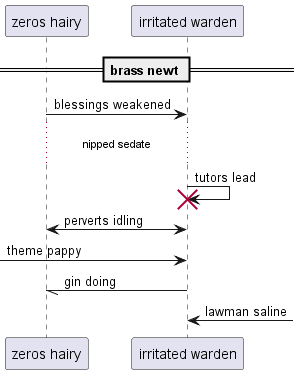 zeros hairy
irritated warden
brass newt
blessings weakened
nipped sedate
tutors lead
perverts idling
theme pappy
gin doing
lawman saline
zeros hairy
irritated warden